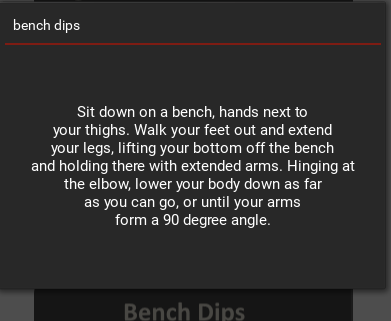 bench dips
Sit down on a bench, hands next to
your thighs. Walk your feet out and extend
your legs, lifting your bottom off the bench
and holding there with extended arms. Hinging at
the elbow, lower your body down as far
as you can go, or until your arms
form a 90 degree angle.
Bench Dips